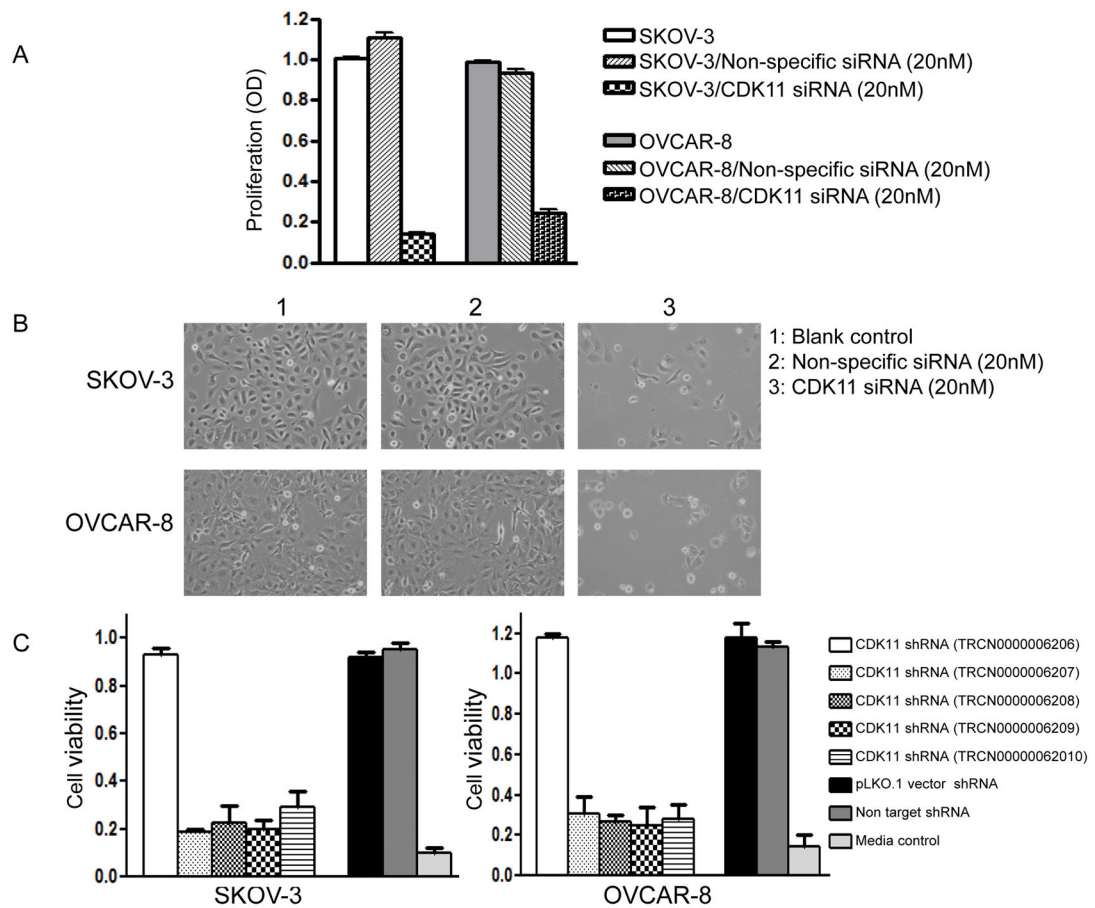 A
Proliferation (OD)
1.2
1.0
0.8
0.6
0.4
0.2
0.0
SKOV-3
SKOV-3/Non-specific siRNA (20nM)
SKOV-3/CDK11 siRNA (20nM)
OVCAR-8
OVCAR-8/Non-specific siRNA (20nM)
OVCAR-8/CDK11 siRNA (20nM)
B
1 2 3
SKOV-3
OVCAR-8
1: Blank control
2: Non-specific siRNA (20nM)
3: CDK11 siRNA (20nM)
C
Cell viability
1.0
0.8
0.6
0.4
0.2
0.0
SKOV-3
Cell viability
1.2
1.0
0.8
0.6
0.4
0.2
0.0
OVCAR-8
CDK11 shRNA (TRCN0000006206)
CDK11 shRNA (TRCN0000006207)
CDK11 shRNA (TRCN0000006208)
CDK11 shRNA (TRCN0000006209)
CDK11 shRNA (TRCN00000062010)
pLKO.1 vector shRNA
Non target shRNA
Media control